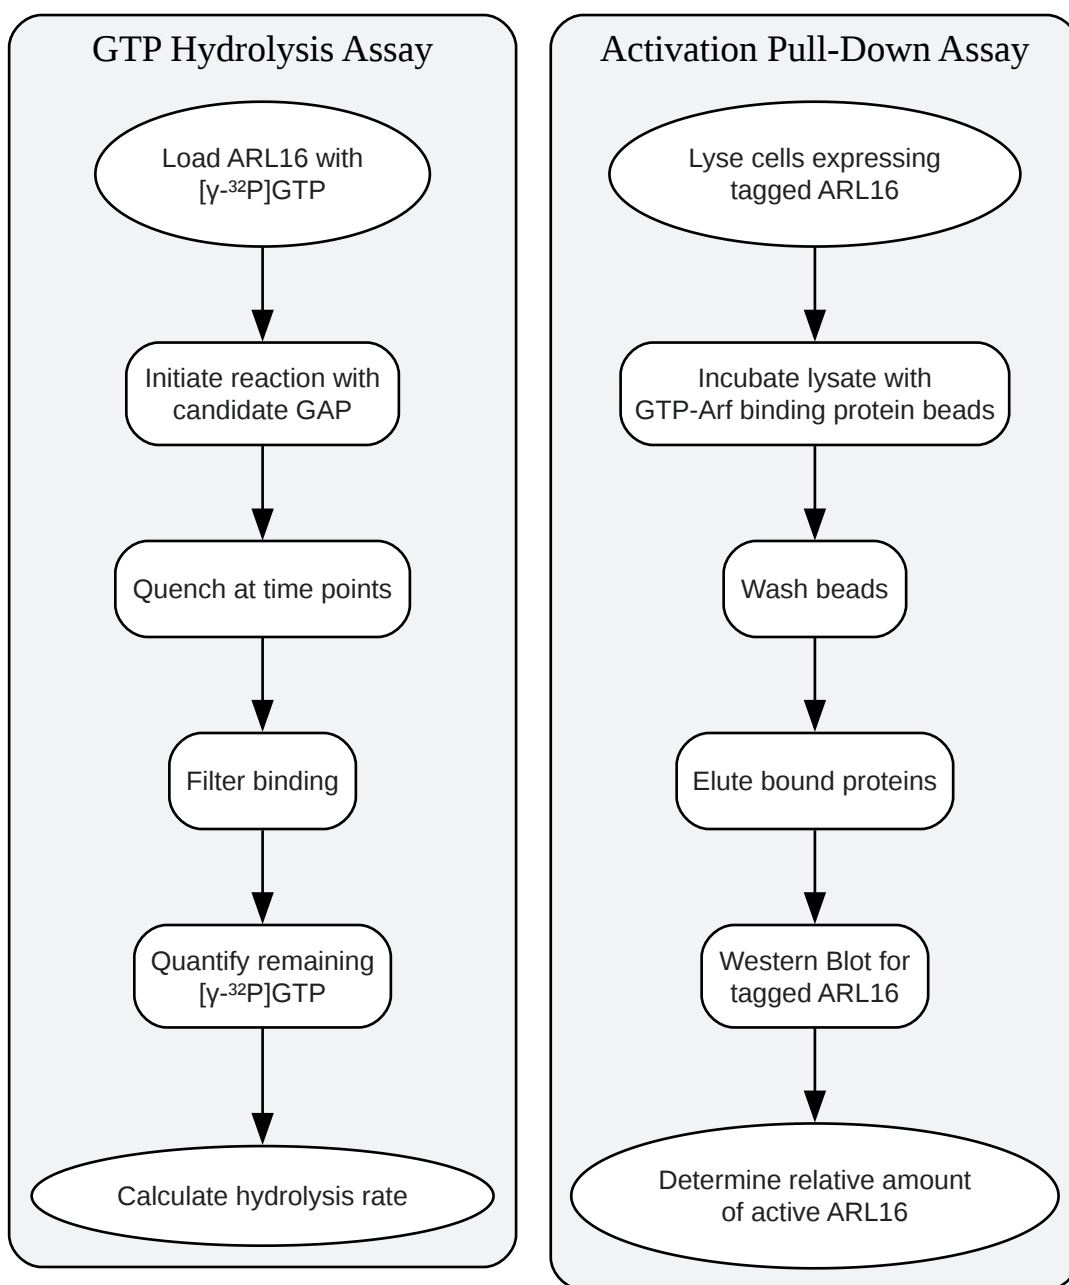 GTP Hydrolysis Assay
Load ARL16 with
[γ-³²P]GTP
Initiate reaction with
candidate GAP
Quench at time points
Filter binding
Quantify remaining
[γ-³²P]GTP
Calculate hydrolysis rate
Activation Pull-Down Assay
Lyse cells expressing
tagged ARL16
Incubate lysate with
GTP-Arf binding protein beads
Wash beads
Elute bound proteins
Western Blot for
tagged ARL16
Determine relative amount
of active ARL16